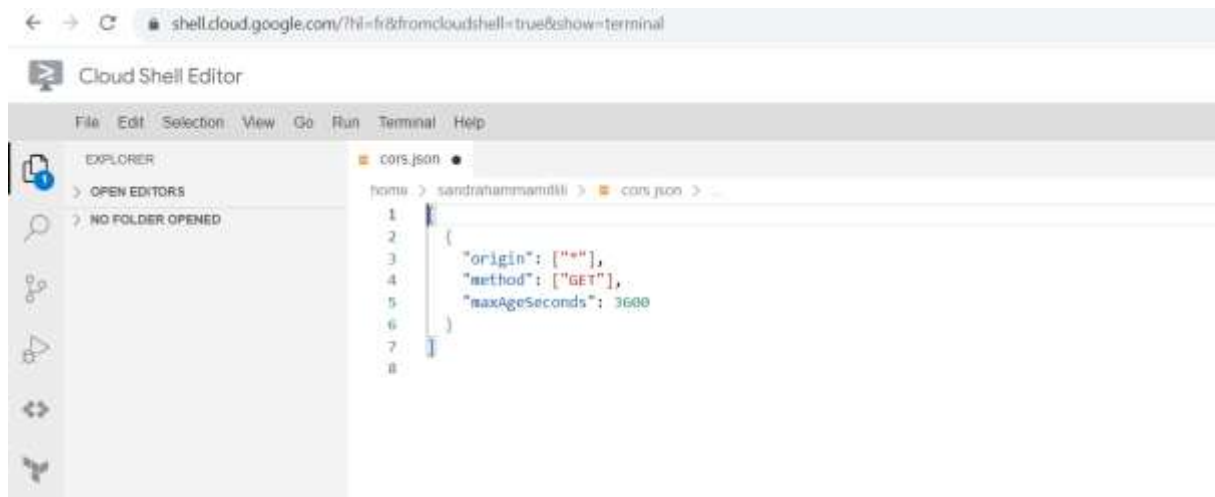 shell.cloud.google.com/?hl=fr&fromcloudshell=true&show=terminal
Cloud Shell Editor
File Edit Selection View Go Run Terminal Help
EXPLORER
> OPEN EDITORS
> NO FOLDER OPENED
1
cors.json ●
home > > cors.json > ...
1 [
2 {
3 "origin": ["*"],
4 "method": ["GET"],
5 "maxAgeSeconds": 3600
6 }
7 ]
8